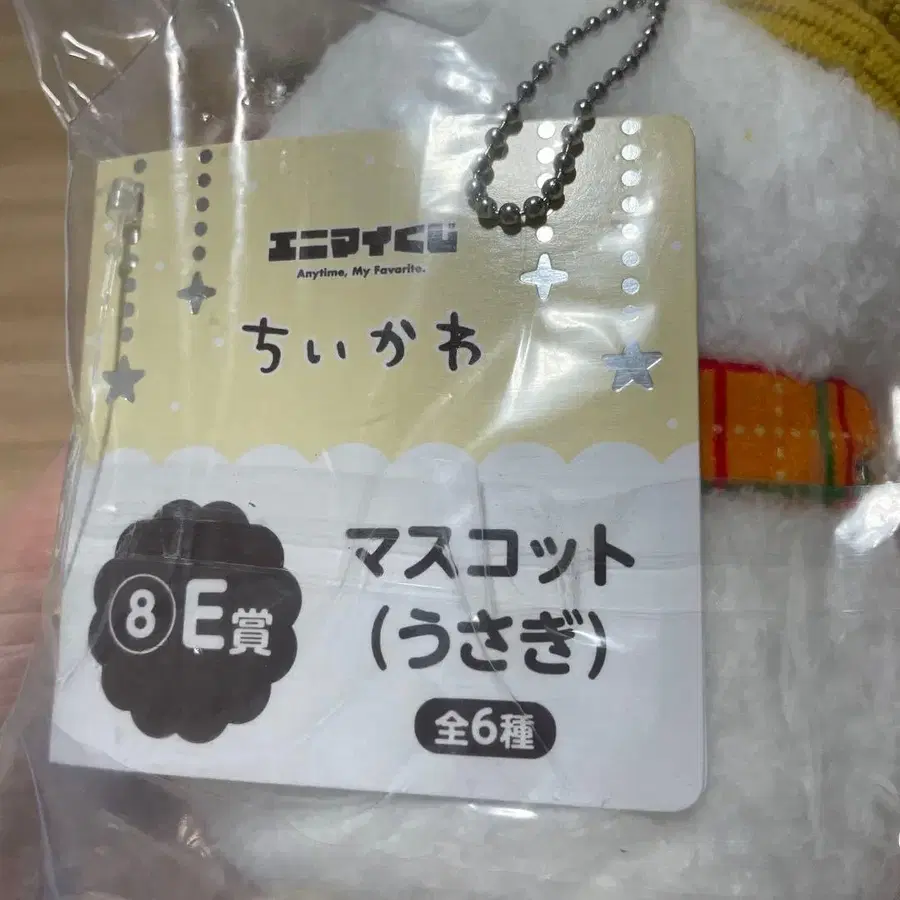 エニマイくじ
Anytime, My Favarite.
ちいかわ
マスコット
(うさぎ)
⑧E賞
全6種